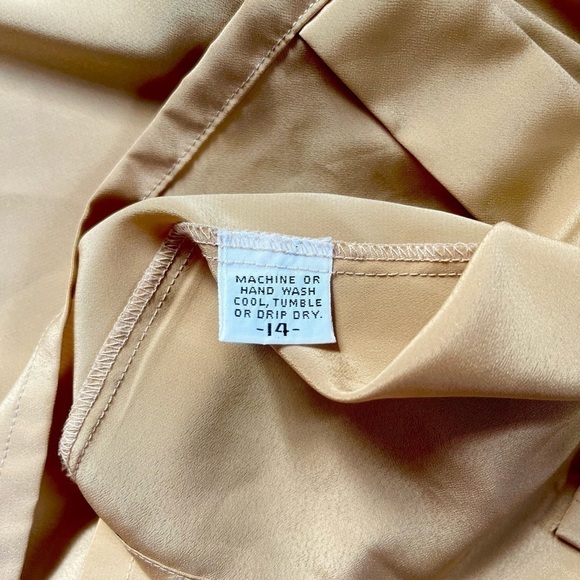 MACHINE OR
HAND WASH
COOL, TUMBLE
OR DRIP DRY.
-14-